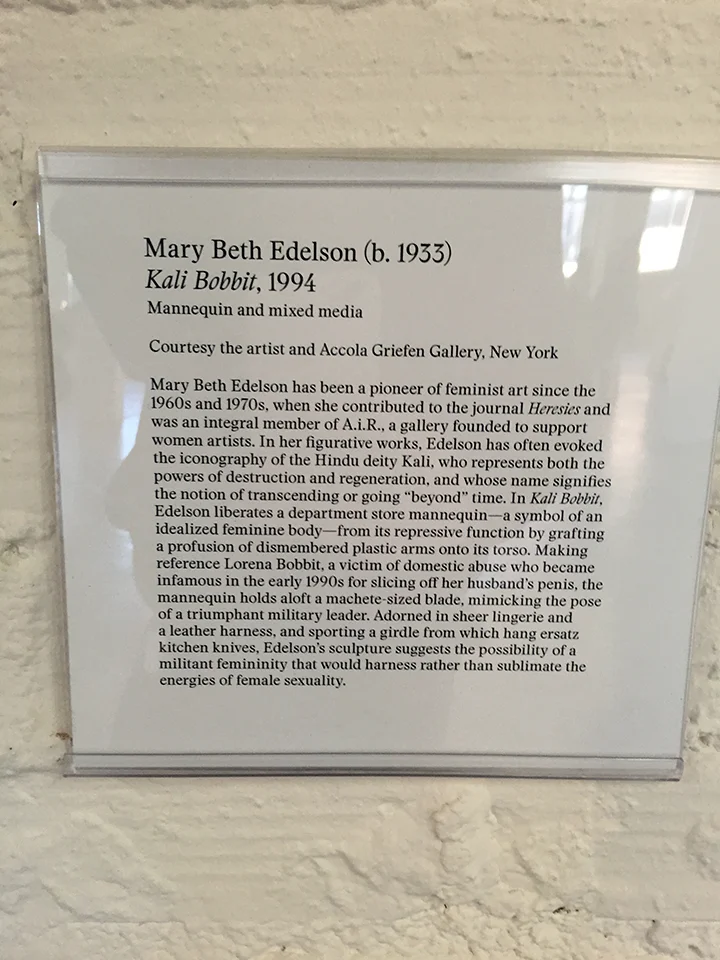 Mary Beth Edelson (b. 1933)
Kali Bobbit, 1994
Mannequin and mixed media
Courtesy the artist and Accola Griefen Gallery, New York
Mary Beth Edelson has been a pioneer of feminist art since the
1960s and 1970s, when she contributed to the journal Heresies and
was an integral member of A.i.R., a gallery founded to support
women artists. In her figurative works, Edelson has often evoked
the iconography of the Hindu deity Kali, who represents both the
powers of destruction and regeneration, and whose name signifies
the notion of transcending or going “beyond” time. In Kali Bobbit,
Edelson liberates a department store mannequin—a symbol of an
idealized feminine body—from its repressive function by grafting
a profusion of dismembered plastic arms onto its torso. Making
reference Lorena Bobbit, a victim of domestic abuse who became
infamous in the early 1990s for slicing off her husband’s penis, the
mannequin holds aloft a machete-sized blade, mimicking the pose
of a triumphant military leader. Adorned in sheer lingerie and
a leather harness, and sporting a girdle from which hang ersatz
kitchen knives, Edelson’s sculpture suggests the possibility of a
militant femininity that would harness rather than sublimate the
energies of female sexuality.